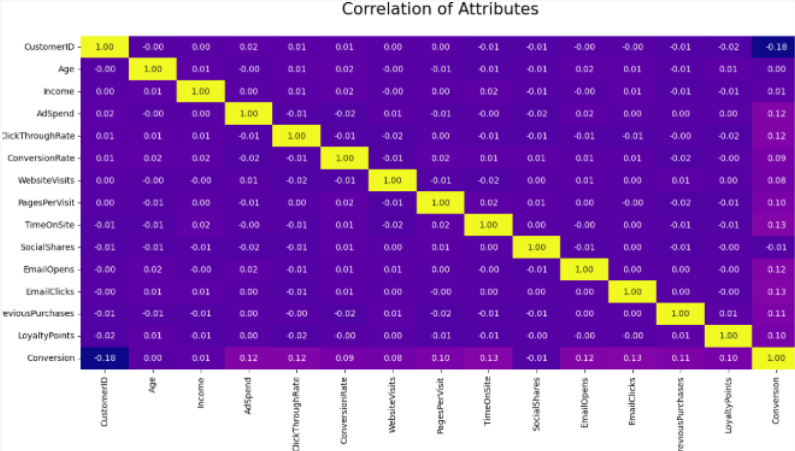 Correlation of Attributes
CustomerID 1.00 -0.00 0.00 0.02 0.01 0.01 0.00 0.00 -0.01 -0.01 -0.00 -0.00 -0.01 -0.02 -0.18
Age -0.00 1.00 0.01 -0.00 0.01 0.02 -0.00 -0.01 -0.01 -0.01 0.02 0.01 -0.01 0.01 0.00
Income 0.00 0.01 1.00 0.00 0.01 0.02 -0.00 0.00 0.02 -0.01 -0.00 0.01 -0.00 -0.01 0.01
AdSpend 0.02 -0.00 0.00 1.00 -0.01 -0.02 0.01 -0.01 -0.00 -0.02 0.02 0.00 -0.00 0.00 0.12
ClickThroughRate 0.01 0.01 0.01 -0.01 1.00 -0.01 -0.02 0.00 -0.01 -0.01 -0.01 -0.01 -0.00 -0.02 0.12
ConversionRate 0.01 0.02 0.02 -0.02 -0.01 1.00 -0.01 0.02 0.01 0.01 0.01 0.01 -0.02 -0.00 0.09
WebsiteVisits 0.00 -0.00 -0.00 0.01 -0.02 -0.01 1.00 -0.01 -0.02 0.00 0.01 0.00 0.01 0.00 0.08
PagesPerVisit 0.00 -0.01 0.00 -0.01 0.00 0.02 -0.01 1.00 0.02 0.01 0.00 -0.00 -0.02 -0.01 0.10
TimeOnSite -0.01 -0.01 0.02 -0.00 -0.01 0.01 -0.02 0.02 1.00 0.00 -0.00 -0.00 -0.01 0.01 0.13
SocialShares -0.01 -0.01 -0.01 -0.02 -0.01 0.01 0.00 0.01 0.00 1.00 -0.01 0.00 -0.00 -0.00 -0.01
EmailOpens -0.00 0.02 -0.00 0.02 -0.01 0.01 0.01 0.00 -0.00 -0.01 1.00 0.00 0.00 -0.00 0.12
EmailClicks -0.00 0.01 0.01 0.00 -0.01 0.01 0.00 -0.00 -0.00 0.00 0.00 1.00 0.00 -0.00 0.13
reviousPurchases -0.01 -0.01 -0.00 -0.00 -0.00 -0.02 0.01 -0.02 -0.01 -0.00 0.00 0.00 1.00 0.01 0.11
LoyaltyPoints -0.02 0.01 -0.01 0.00 -0.02 -0.00 0.00 -0.01 0.01 -0.00 -0.00 -0.00 0.01 1.00 0.10
Conversion -0.18 0.00 0.01 0.12 0.12 0.09 0.08 0.10 0.13 -0.01 0.12 0.13 0.11 0.10 1.00
CustomerID
Age
Income
AdSpend
ClickThroughRate
ConversionRate
WebsiteVisits
PagesPerVisit
TimeOnSite
SocialShares
EmailOpens
EmailClicks
reviousPurchases
LoyaltyPoints
Conversion